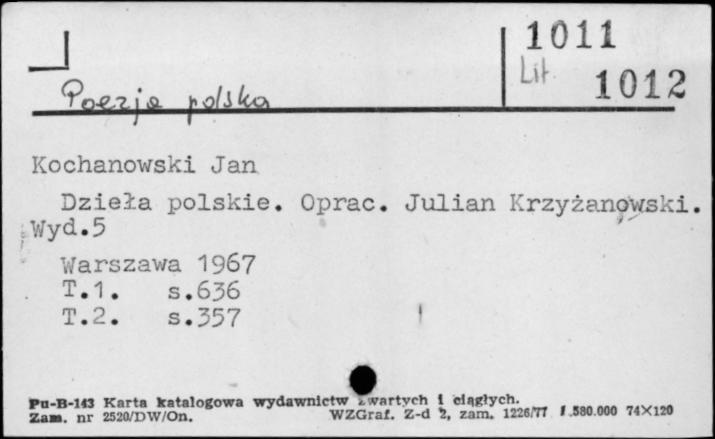 1011
Lit. 1012
Poezja polska
Kochanowski Jan
Dzieła polskie. Oprac. Julian Krzyżanowski.
Wyd.5
Warszawa 1967
T.1. s.636
T.2. s.357
Pu-B-143 Karta katalogowa wydawnictw zwartych i ciągłych.
Zam. nr 2520/DW/On. WZGraf. Z-d 2, zam. 1226/77 1.580.000 74×120